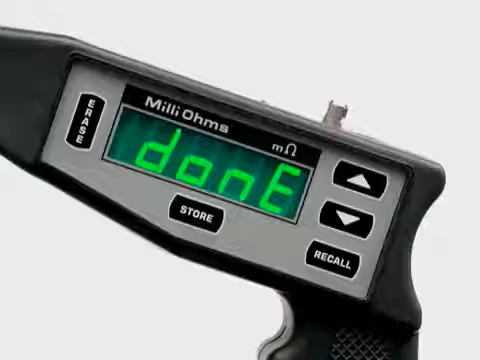 ERASE
Milli Ohms
mΩ
donE
STORE
RECALL